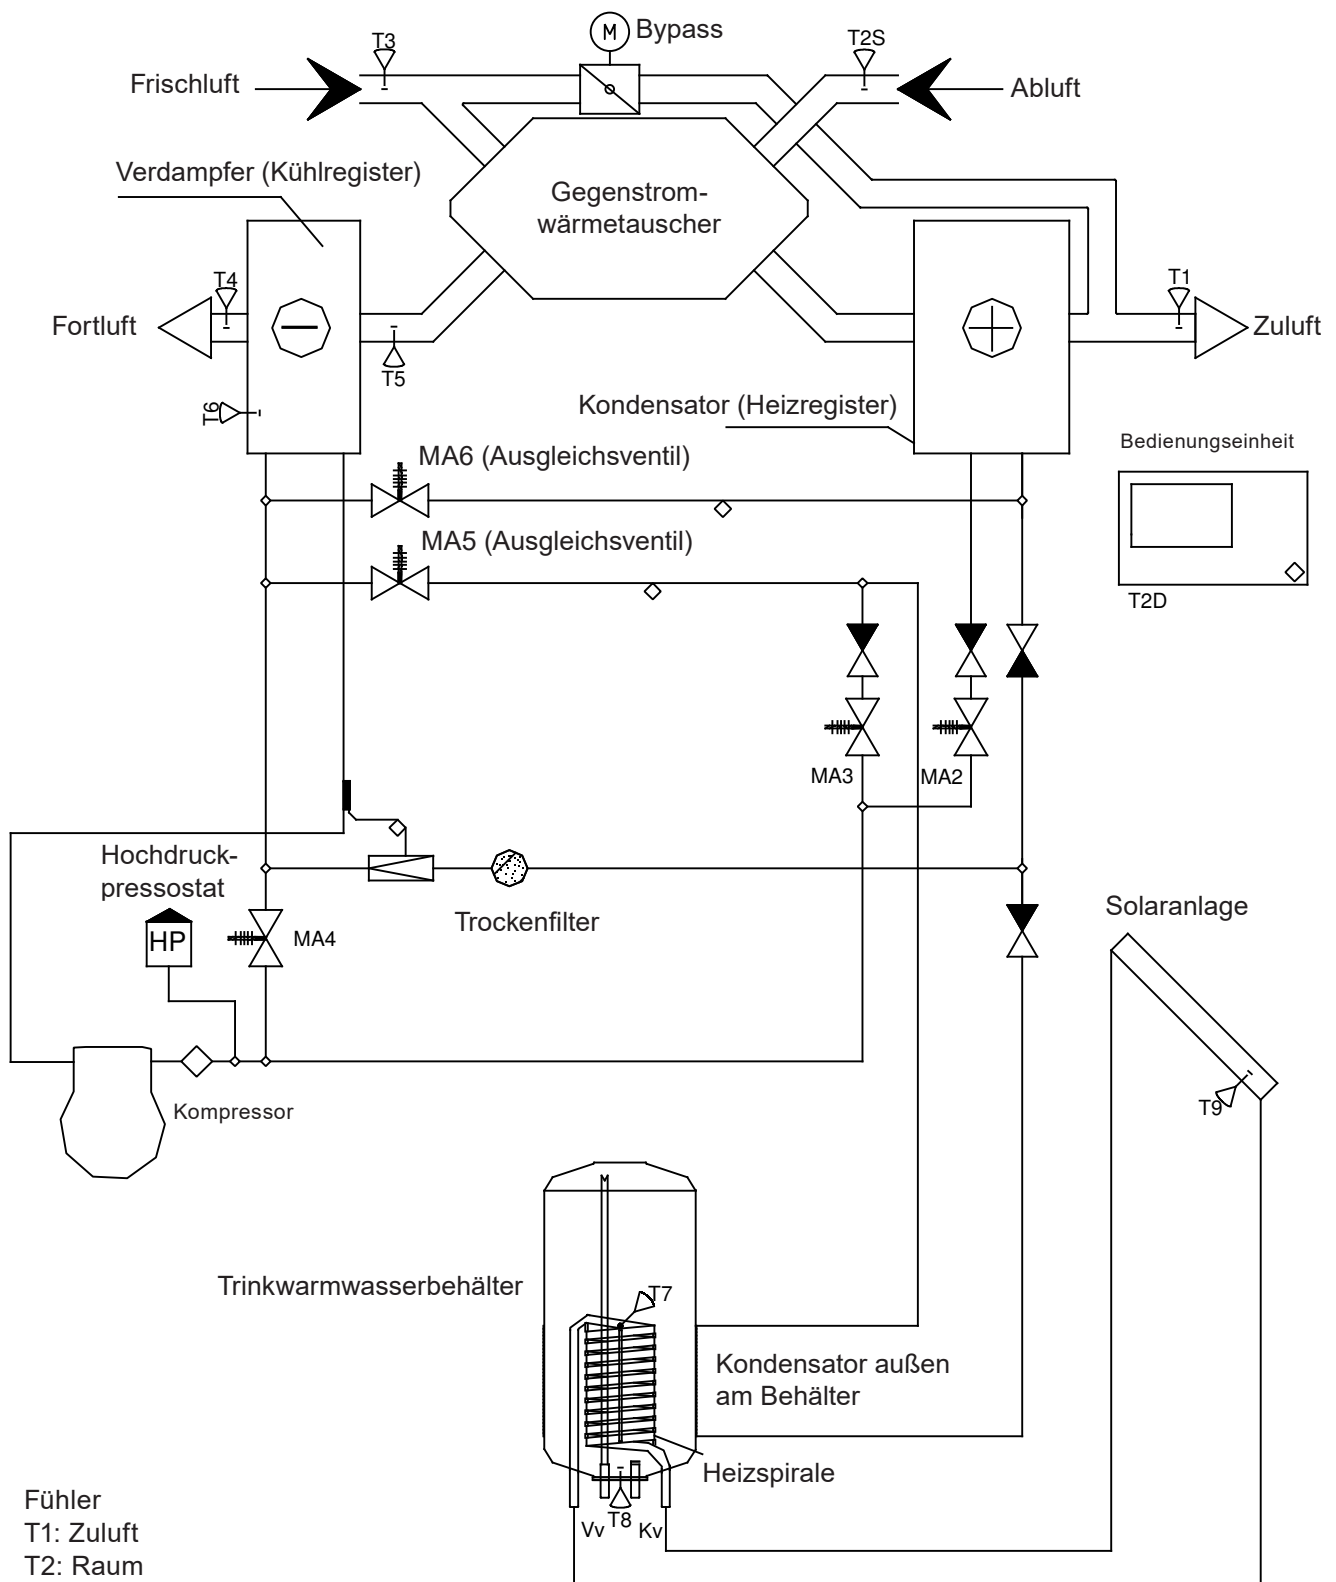 T3
M
Bypass
T2S
Frischluft
Abluft
Verdampfer (Kühlregister)
Gegenstrom-
wärmetauscher
T4
T1
Fortluft
Zuluft
T5
T6
Kondensator (Heizregister)
Bedienungseinheit
MA6 (Ausgleichsventil)
MA5 (Ausgleichsventil)
T2D
MA3
MA2
Hochdruck-
pressostat
HP
MA4
Trockenfilter
Solaranlage
T9
Kompressor
Trinkwarmwasserbehälter
T7
Kondensator außen
am Behälter
Heizspirale
Vv
T8
Kv
Fühler
T1: Zuluft
T2: Raum